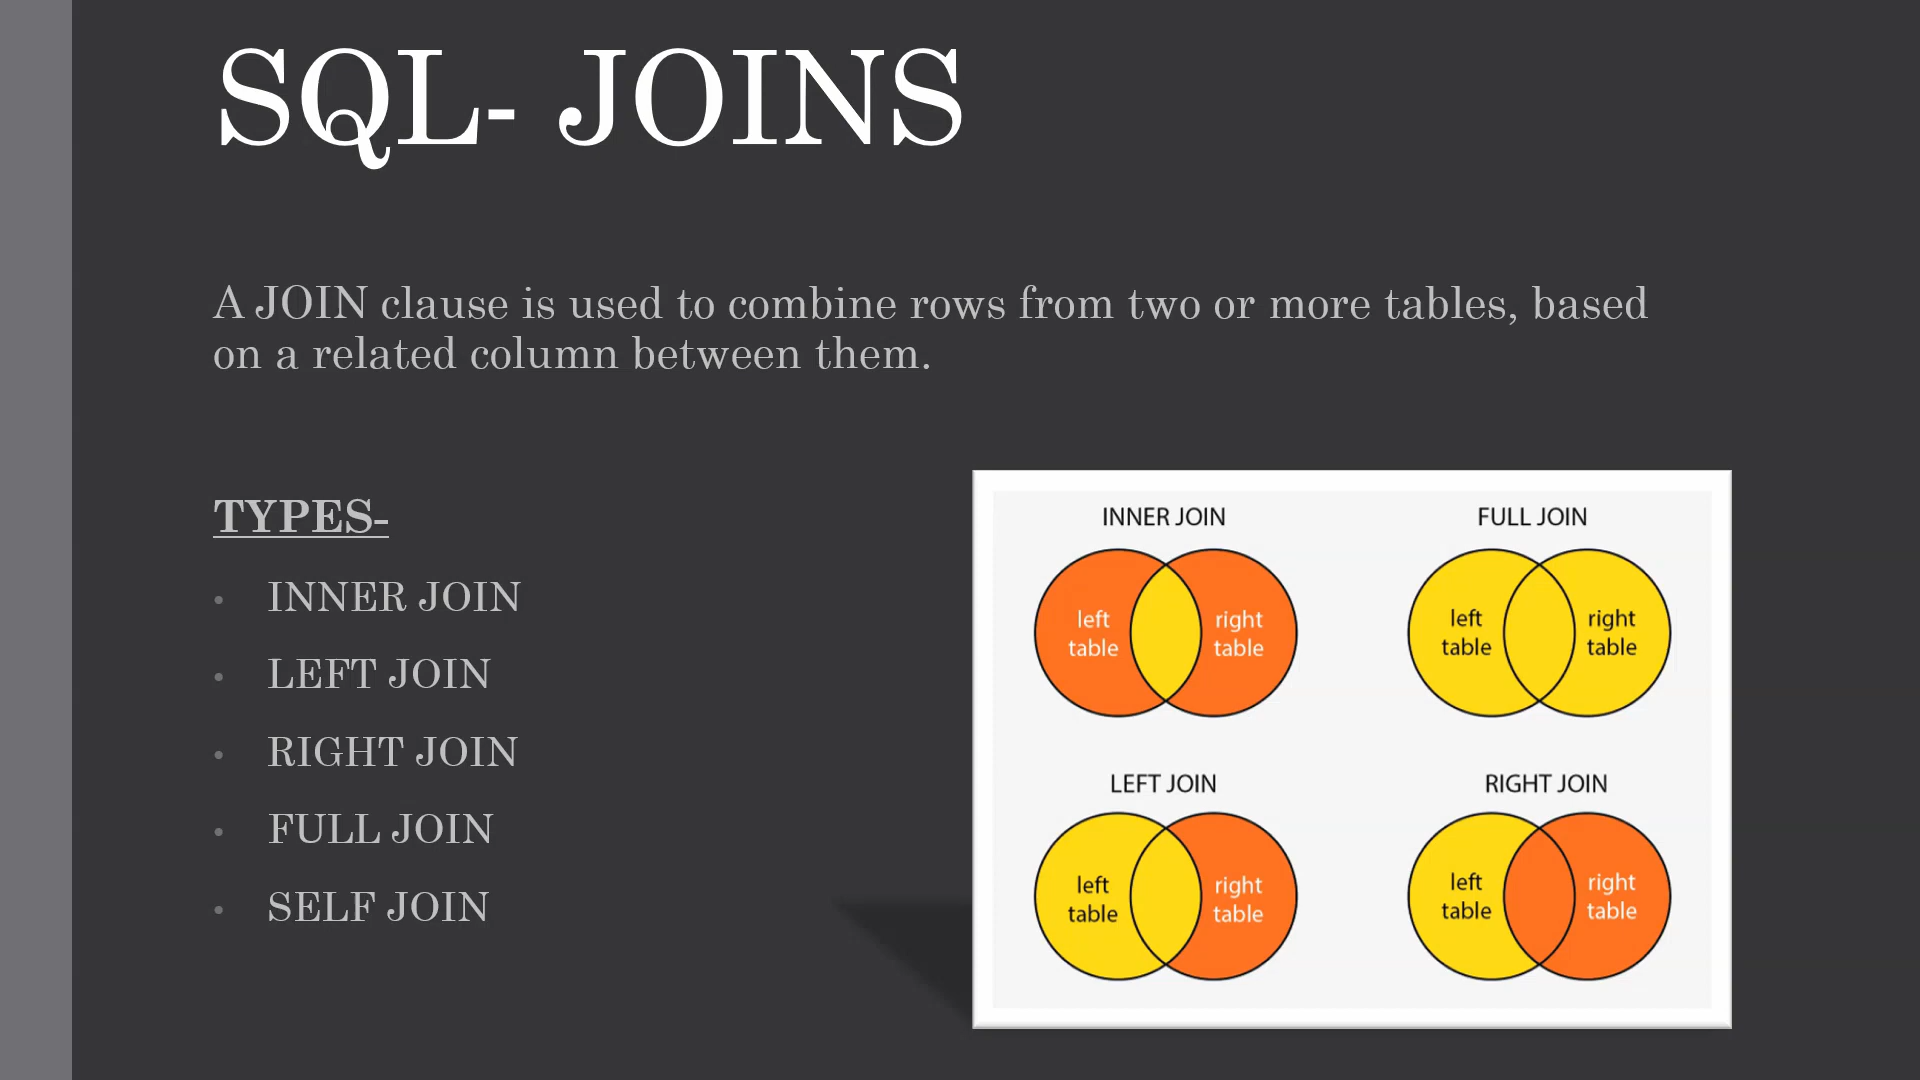 SQL- JOINS
A JOIN clause is used to combine rows from two or more tables, based
on a related column between them.
TYPES-
• INNER JOIN
• LEFT JOIN
• RIGHT JOIN
• FULL JOIN
• SELF JOIN
INNER JOIN
left
table
right
table
FULL JOIN
left
table
right
table
LEFT JOIN
left
table
right
table
RIGHT JOIN
left
table
right
table